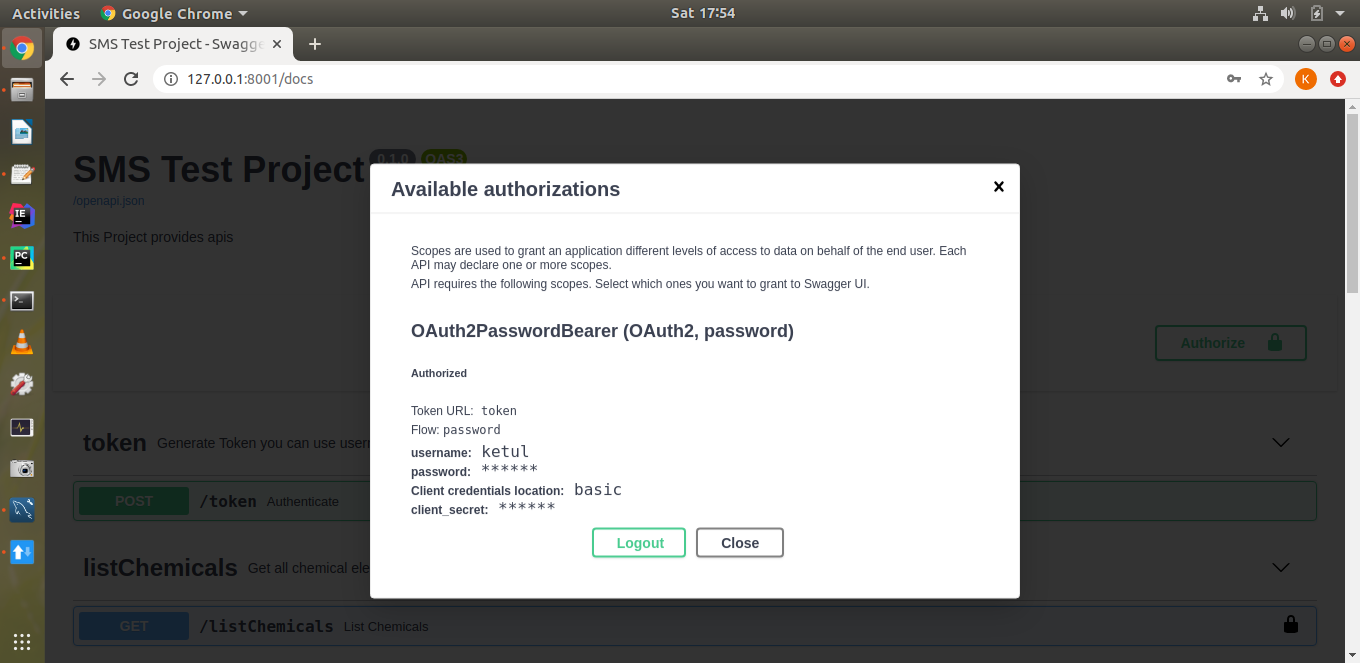 Activities
Google Chrome
Sat 17:54
SMS Test Project - Swagge
127.0.0.1:8001/docs
K
IE
PC
SMS Test Project
0.1.0
OAS3
/openapi.json
This Project provides apis
Available authorizations
Scopes are used to grant an application different levels of access to data on behalf of the end user. Each
API may declare one or more scopes.
API requires the following scopes. Select which ones you want to grant to Swagger UI.
OAuth2PasswordBearer (OAuth2, password)
Authorized
Token URL: token
Flow: password
username: ketul
password: ******
Client credentials location: basic
client_secret: ******
Logout
Close
Authorize
token
Generate Token you can use usern
POST
/token
Authenticate
listChemicals
Get all chemical ele
GET
/listChemicals
List Chemicals